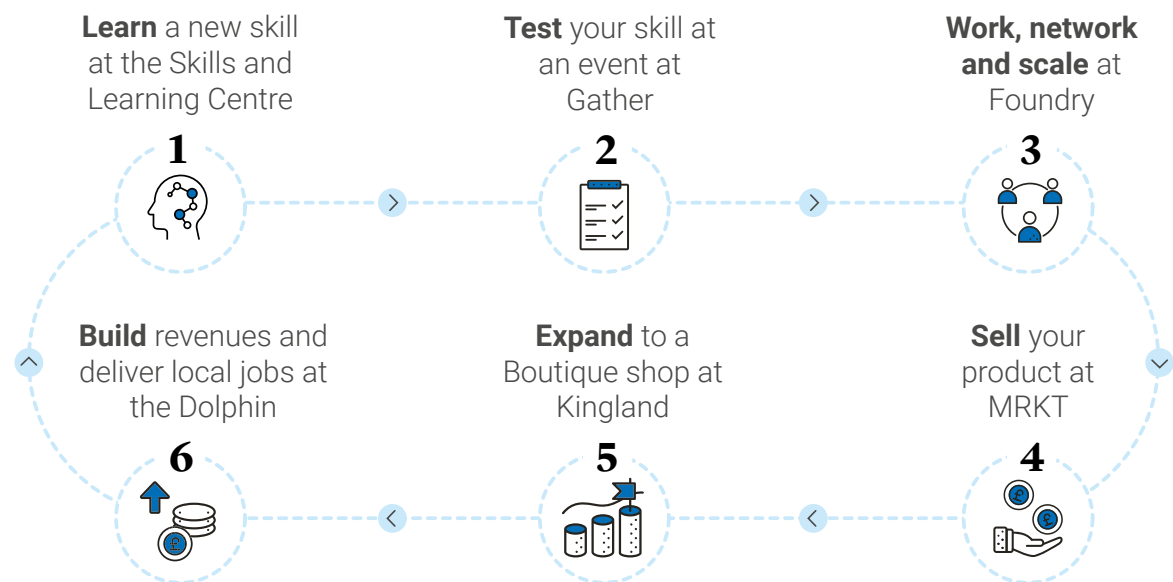 Learn a new skill
at the Skills and
Learning Centre
1
Test your skill at
an event at
Gather
2
Work, network
and scale at
Foundry
3
Sell your
product at
MRKT
4
£
£
Expand to a
Boutique shop at
Kingland
5
Build revenues and
deliver local jobs at
the Dolphin
6
£